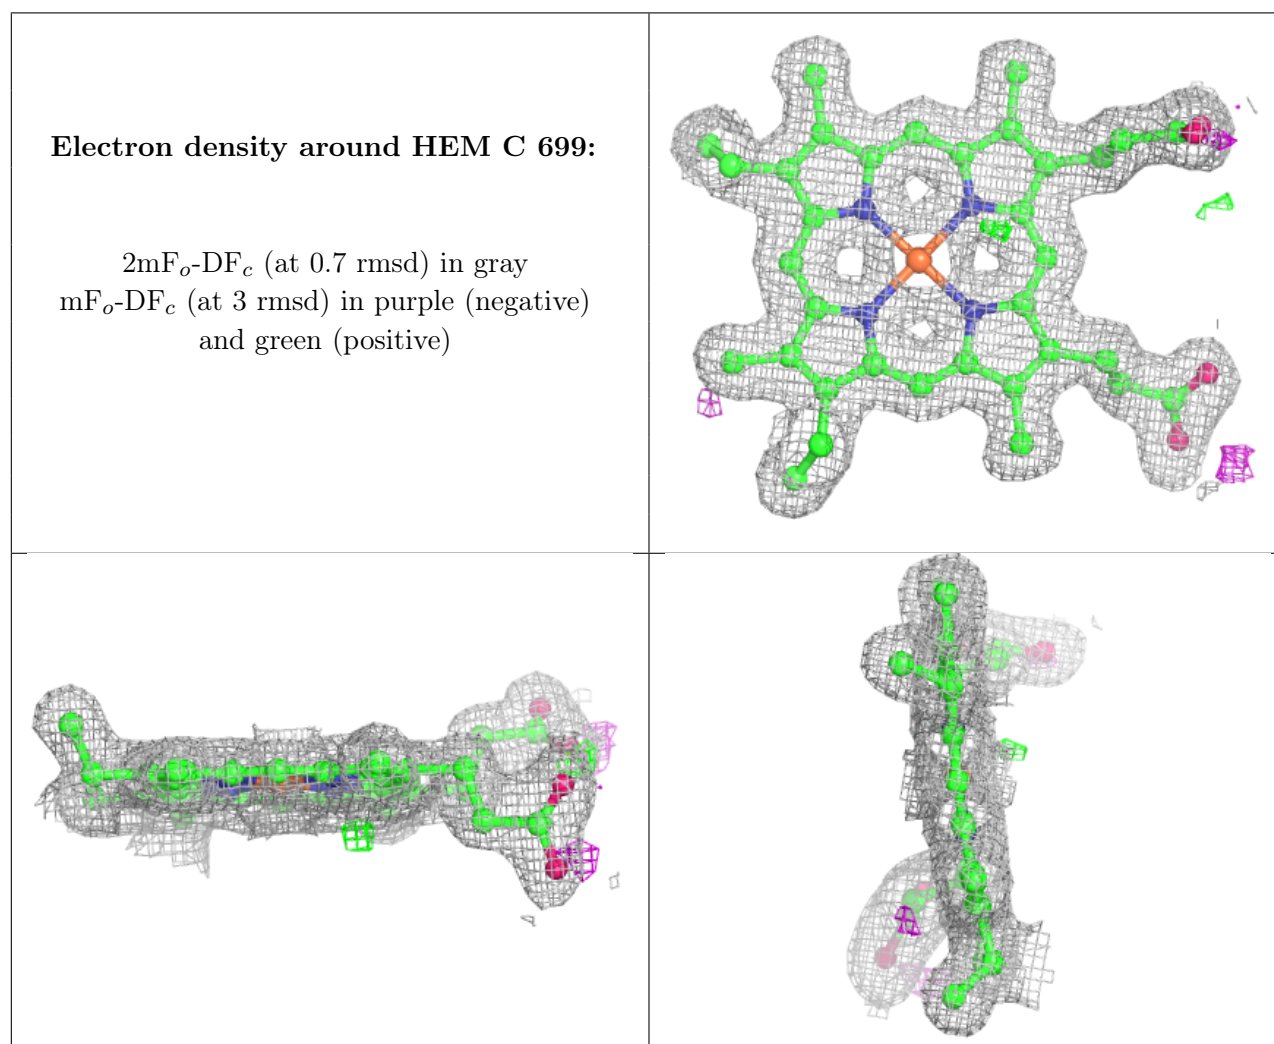 Electron density around HEM C 699:
2mFₒ-DF𝒸 (at 0.7 rmsd) in gray
mFₒ-DF𝒸 (at 3 rmsd) in purple (negative)
and green (positive)